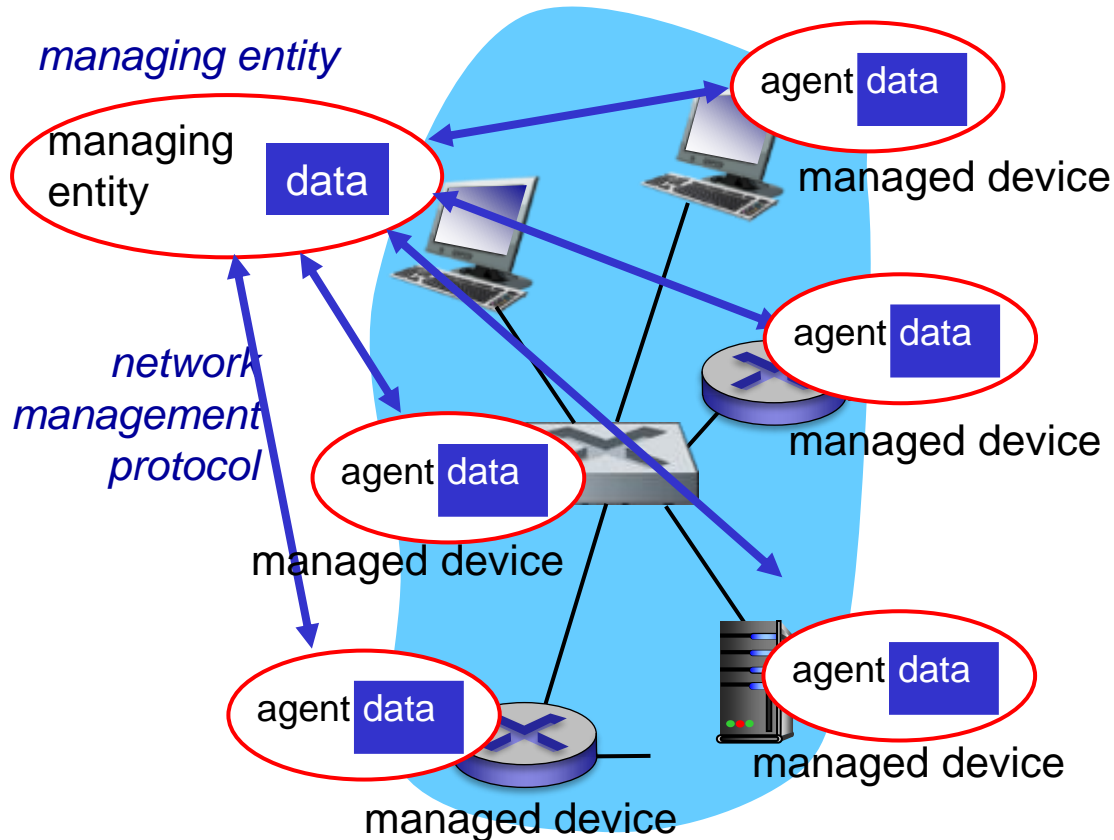 managing entity
managing
entity
data
agent data
managed device
agent data
managed device
network
management
protocol
agent data
managed device
agent data
managed device
agent data
managed device